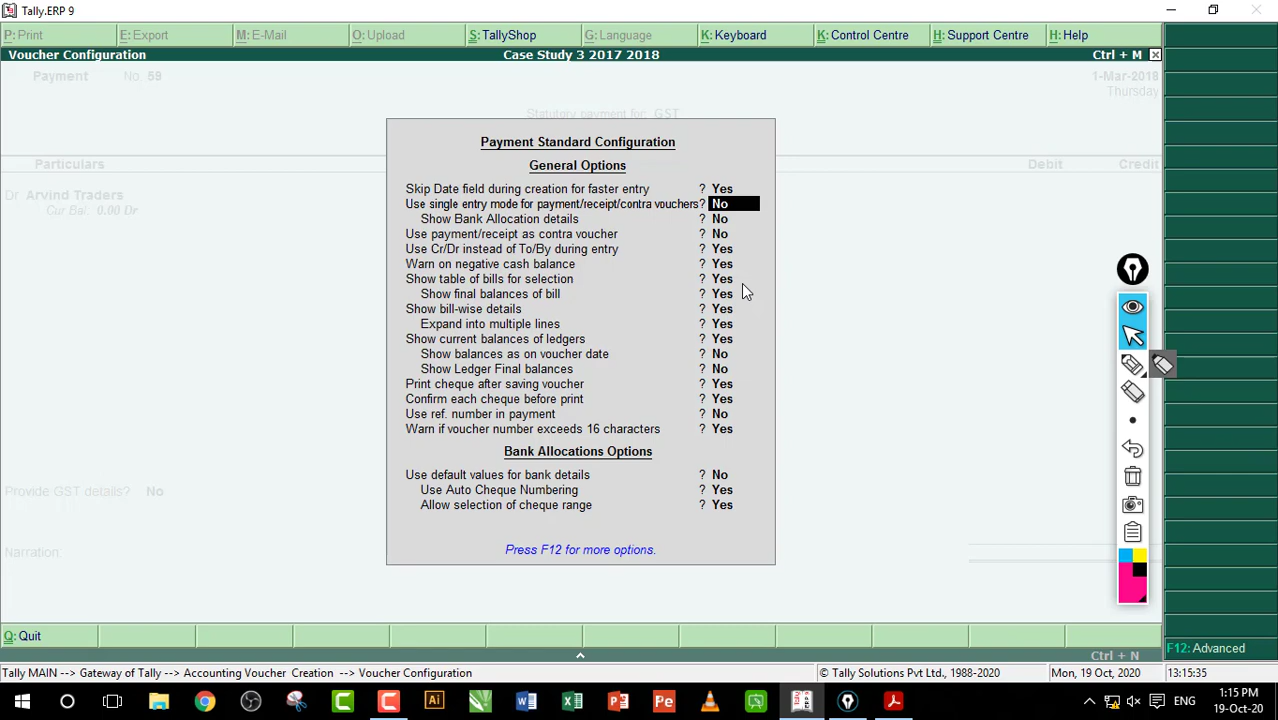 Tally.ERP 9
P: Print E: Export M: E-Mail O: Upload S: TallyShop G: Language K: Keyboard K: Control Centre H: Support Centre H: Help
Voucher Configuration Case Study 3 2017 2018 Ctrl + M
Payment No. 59 1-Mar-2018
Thursday
Statutory payment for: GST
Particulars Debit Credit
Dr Arvind Traders
Cur Bal: 0.00 Dr
Payment Standard Configuration
General Options
Skip Date field during creation for faster entry ? Yes
Use single entry mode for payment/receipt/contra vouchers? No
Show Bank Allocation details ? No
Use payment/receipt as contra voucher ? No
Use Cr/Dr instead of To/By during entry ? Yes
Warn on negative cash balance ? Yes
Show table of bills for selection ? Yes
Show final balances of bill ? Yes
Show bill-wise details ? Yes
Expand into multiple lines ? Yes
Show current balances of ledgers ? Yes
Show balances as on voucher date ? No
Show Ledger Final balances ? No
Print cheque after saving voucher ? Yes
Confirm each cheque before print ? Yes
Use ref. number in payment ? No
Warn if voucher number exceeds 16 characters ? Yes
Bank Allocations Options
Use default values for bank details ? No
Use Auto Cheque Numbering ? Yes
Allow selection of cheque range ? Yes
Press F12 for more options.
Provide GST details? No
Narration:
Q: Quit
F12: Advanced
Ctrl + N
Tally MAIN --> Gateway of Tally --> Accounting Voucher Creation --> Voucher Configuration © Tally Solutions Pvt Ltd., 1988-2020 Mon, 19 Oct, 2020 13:15:35
ENG 1:15 PM
19-Oct-20